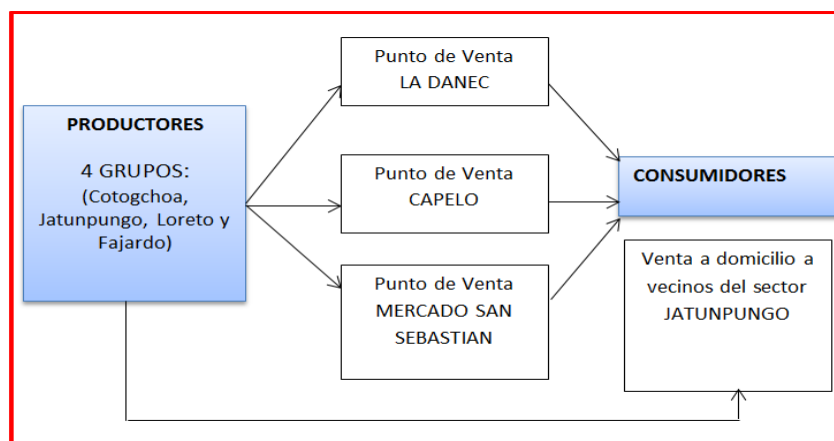 PRODUCTORES
4 GRUPOS:
(Cotogchoa,
Jatunpungo, Loreto y
Fajardo)
Punto de Venta
LA DANEC
Punto de Venta
CAPELO
Punto de Venta
MERCADO SAN
SEBASTIAN
CONSUMIDORES
Venta a domicilio a
vecinos del sector
JATUNPUNGO